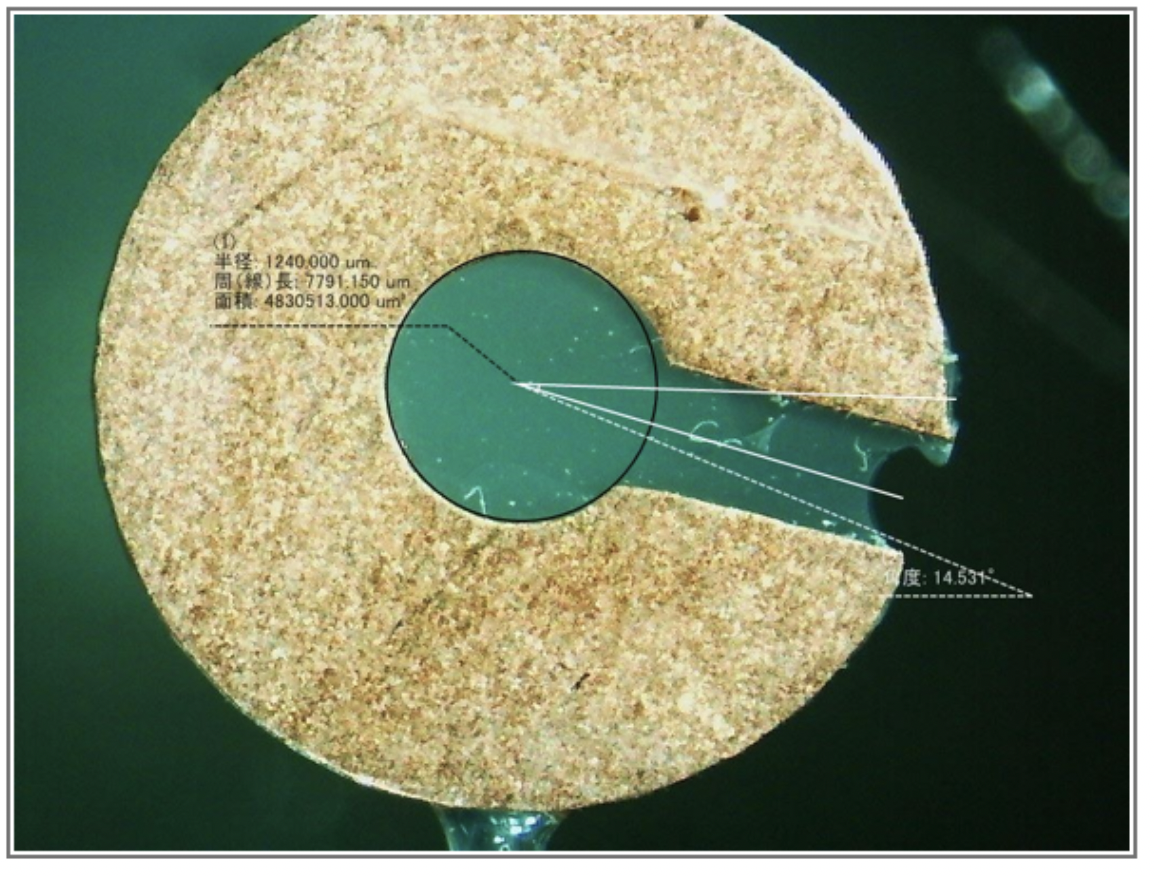 (1)
半径: 1240.000 um
周(線)長: 7791.150 um
面積: 4830513.000 um²
度: 14.531°